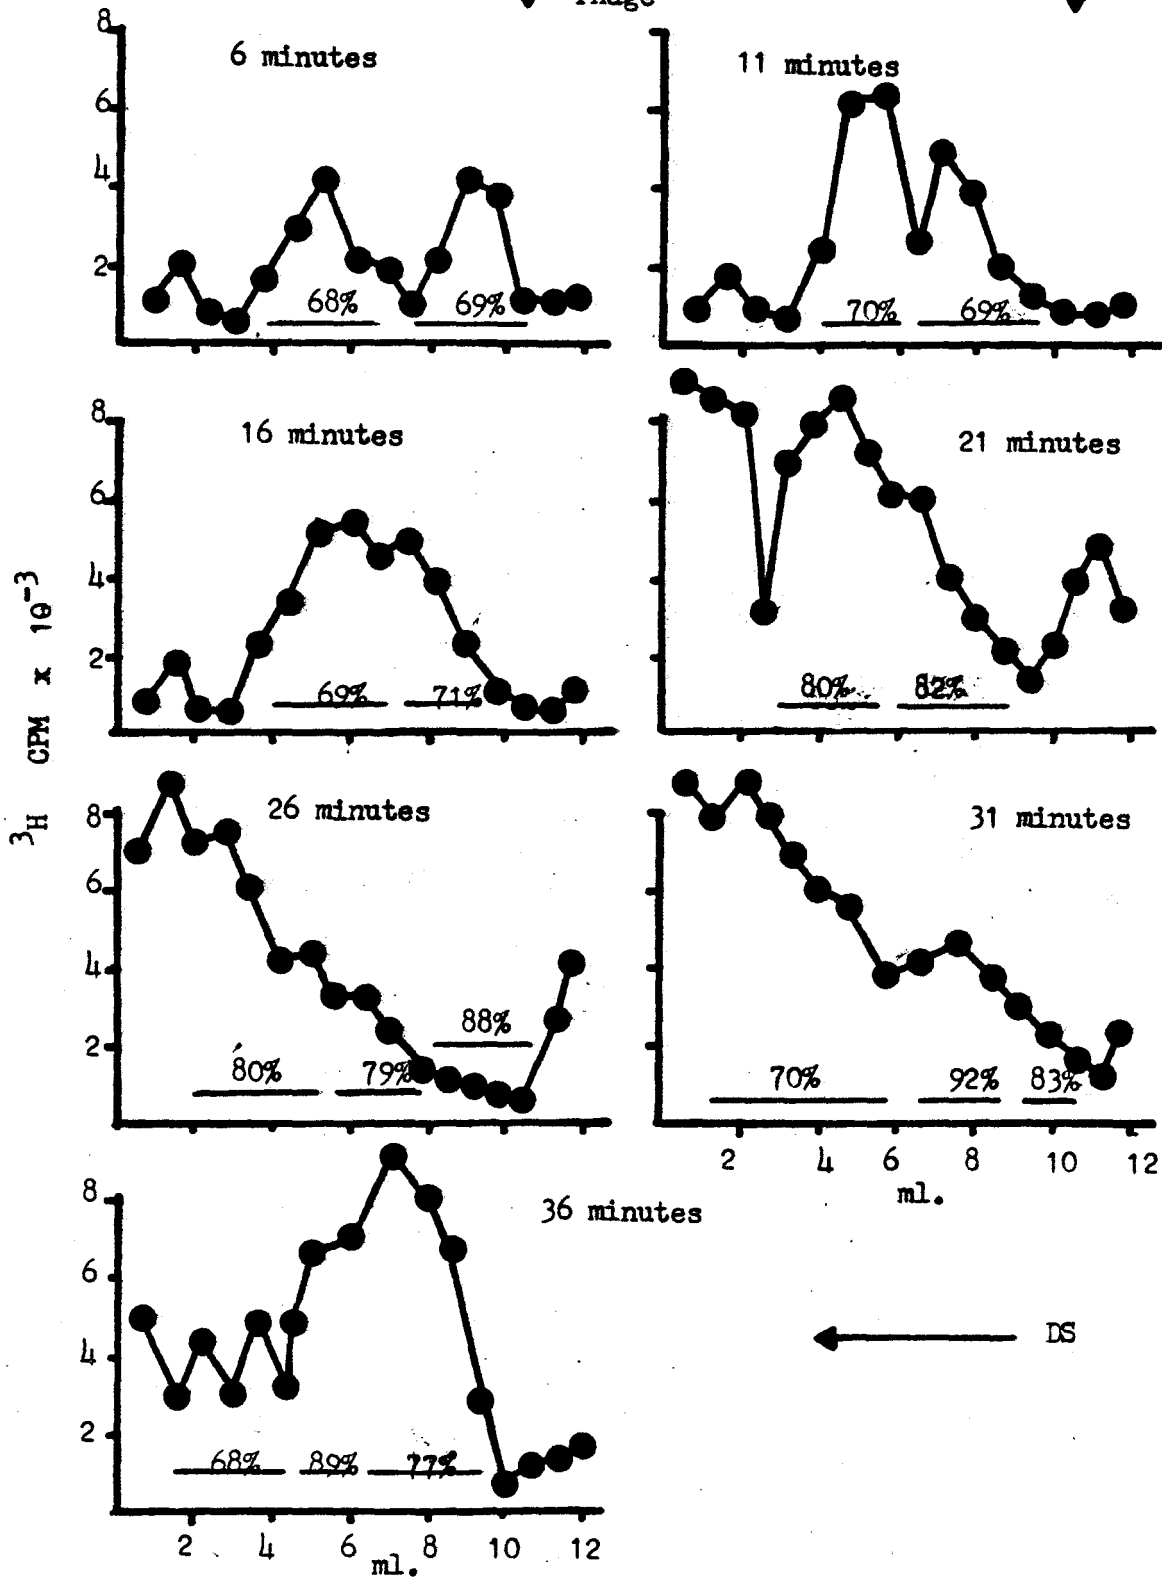 Phage
6 minutes
8
6
4
2
68%
69%
11 minutes
70%
69%
16 minutes
8
6
4
2
69%
71%
21 minutes
80%
82%
³H CPM x 10⁻³
26 minutes
8
6
4
2
80%
79%
88%
31 minutes
70%
92%
83%
2 4 6 8 10 12
ml.
36 minutes
8
6
4
2
68%
89%
77%
2 4 6 8 10 12
ml.
DS